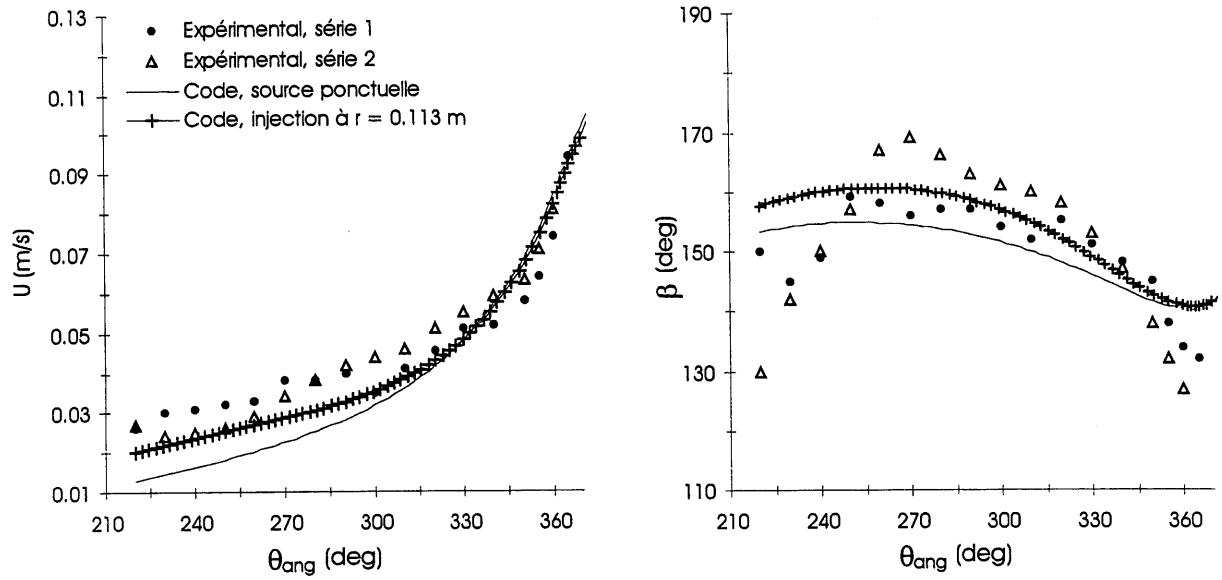 0.13
0.11
0.09
0.07
0.05
0.03
0.01
U (m/s)
Expérimental, série 1
Expérimental, série 2
Code, source ponctuelle
Code, injection à r = 0.113 m
210 240 270 300 330 360
θang (deg)
190
170
150
130
110
β (deg)
210 240 270 300 330 360
θang (deg)